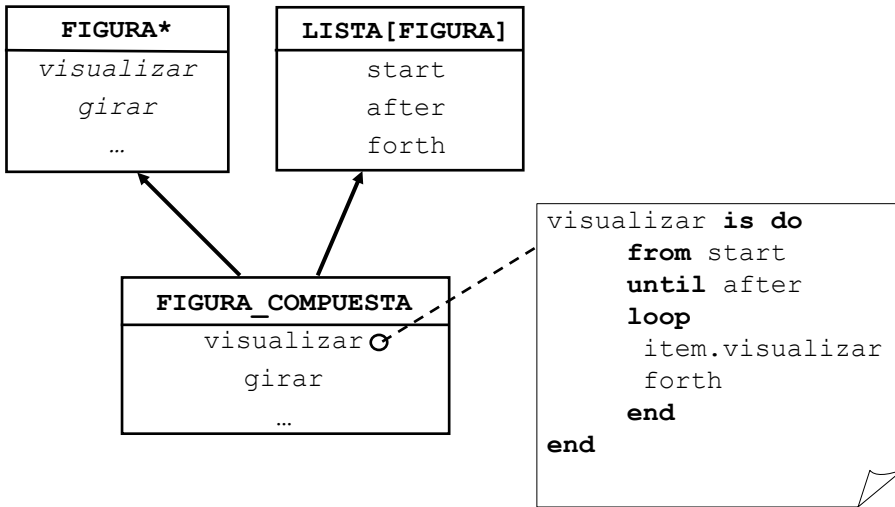 FIGURA*
visualizar
girar
…
LISTA[FIGURA]
start
after
forth
FIGURA_COMPUESTA
visualizar
girar
…
visualizar is do
from start
until after
loop
item.visualizar
forth
end
end